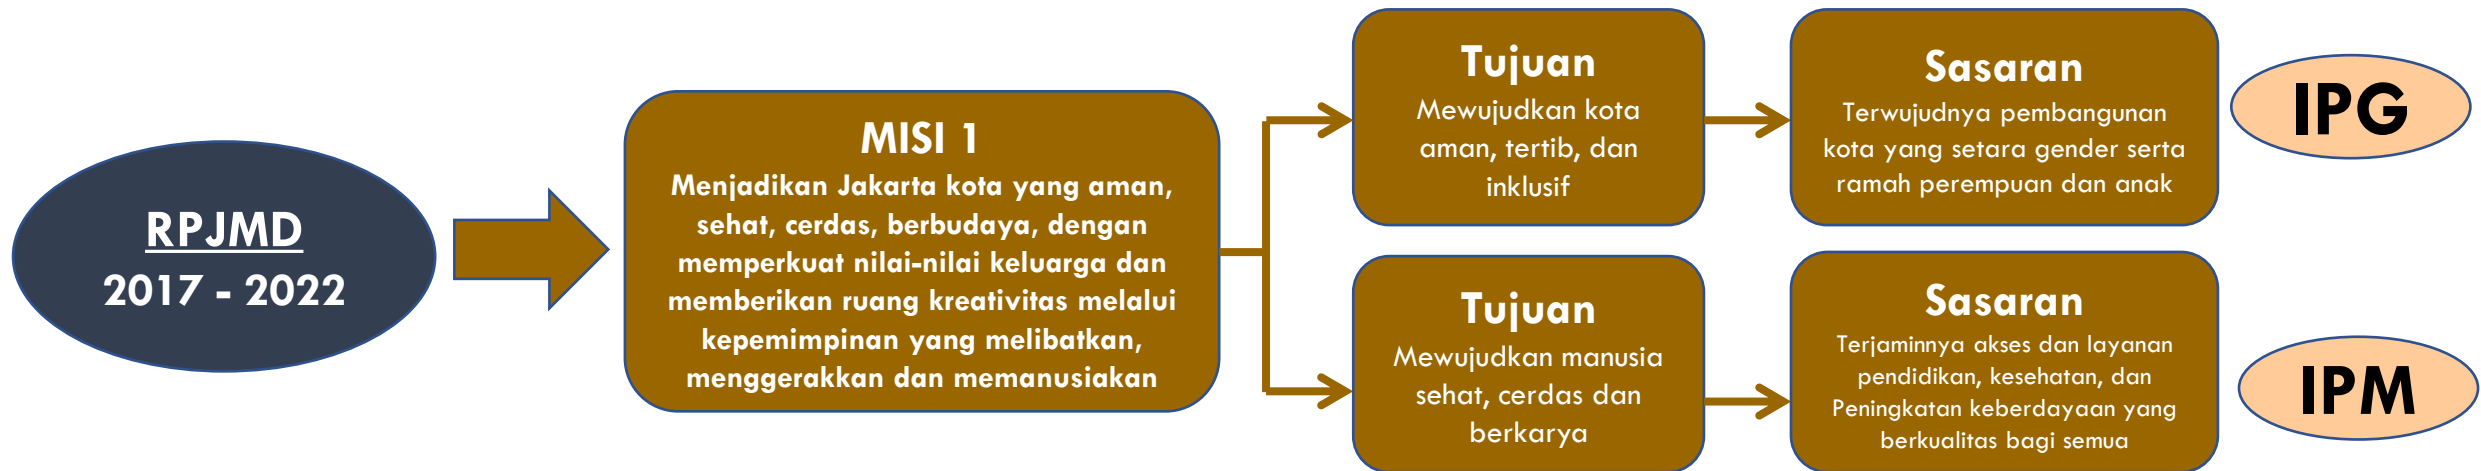 RPJMD
2017 - 2022
MISI 1
Menjadikan Jakarta kota yang aman,
sehat, cerdas, berbudaya, dengan
memperkuat nilai-nilai keluarga dan
memberikan ruang kreativitas melalui
kepemimpinan yang melibatkan,
menggerakkan dan memanusiakan
Tujuan
Mewujudkan kota
aman, tertib, dan
inklusif
Sasaran
Terwujudnya pembangunan
kota yang setara gender serta
ramah perempuan dan anak
IPG
Tujuan
Mewujudkan manusia
sehat, cerdas dan
berkarya
Sasaran
Terjaminnya akses dan layanan
pendidikan, kesehatan, dan
Peningkatan keberdayaan yang
berkualitas bagi semua
IPM